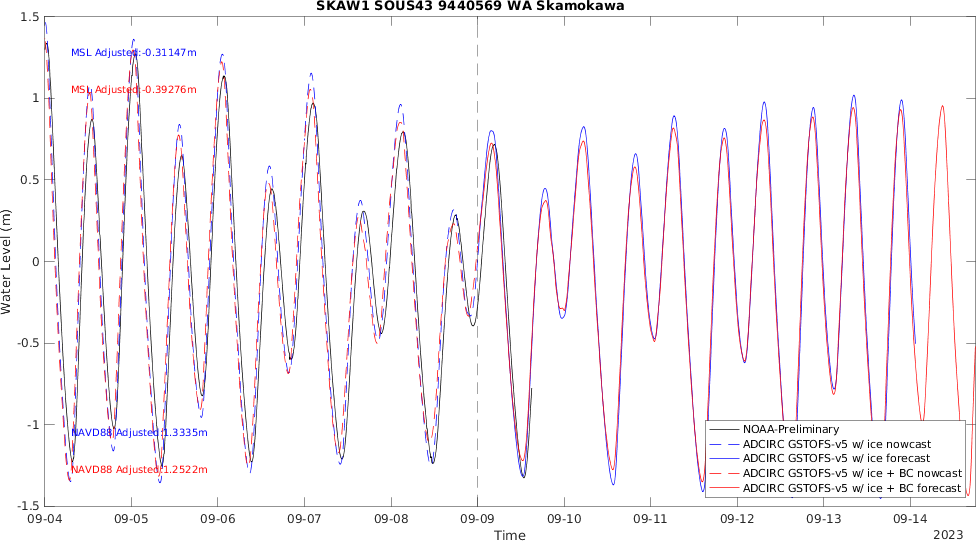 SKAW1 SOUS43 9440569 WA Skamokawa
1.5
1
0.5
0
-0.5
-1
-1.5
Water Level (m)
MSL Adjusted:-0.31147m
MSL Adjusted:-0.39276m
NAVD88 Adjusted:1.3335m
NAVD88 Adjusted:1.2522m
NOAA-Preliminary
ADCIRC GSTOFS-v5 w/ ice nowcast
ADCIRC GSTOFS-v5 w/ ice forecast
ADCIRC GSTOFS-v5 w/ ice + BC nowcast
ADCIRC GSTOFS-v5 w/ ice + BC forecast
09-04 09-05 09-06 09-07 09-08 09-09 09-10 09-11 09-12 09-13 09-14
Time
2023